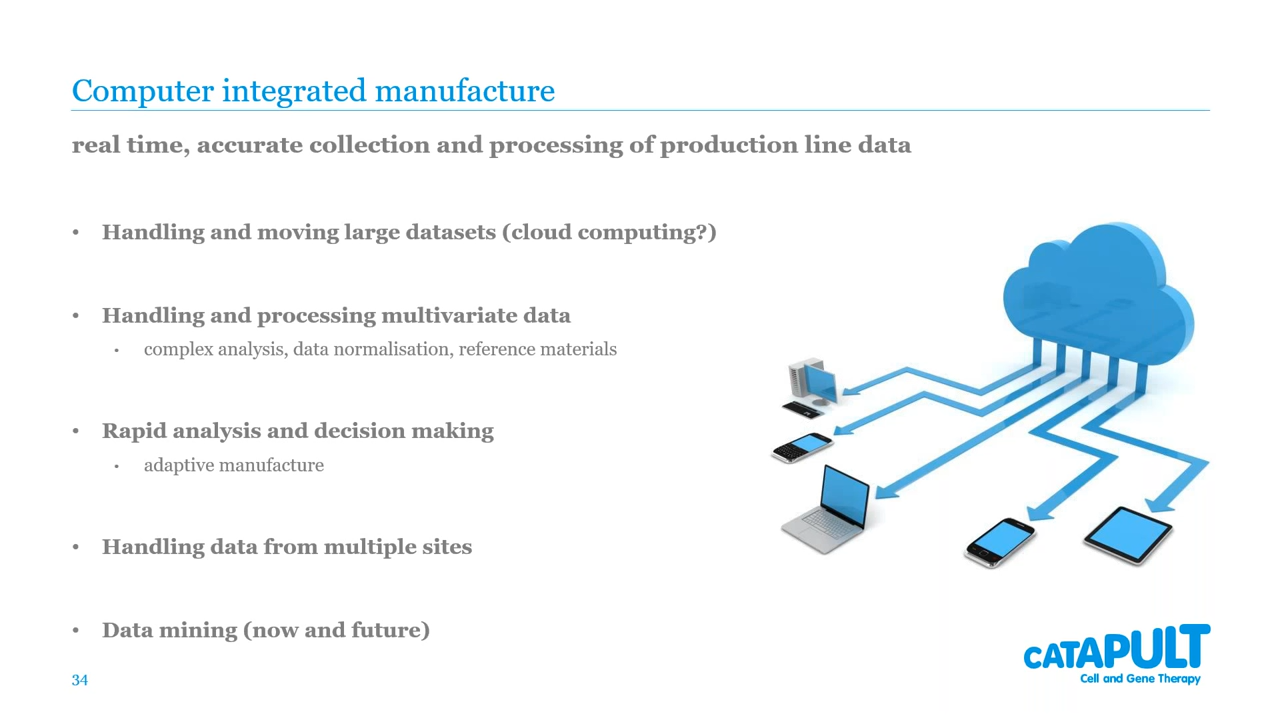 Computer integrated manufacture
real time, accurate collection and processing of production line data
• Handling and moving large datasets (cloud computing?)
• Handling and processing multivariate data
• complex analysis, data normalisation, reference materials
• Rapid analysis and decision making
• adaptive manufacture
• Handling data from multiple sites
• Data mining (now and future)
34
CATAPULT
Cell and Gene Therapy